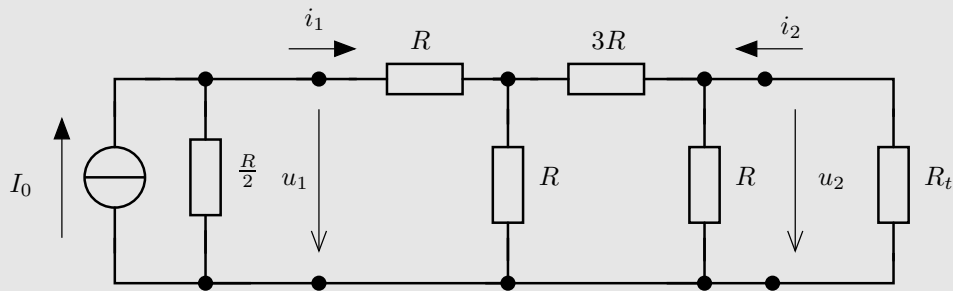 i₁ i₂
R 3R
I₀ R/2 u₁ R R u₂ Rₜ